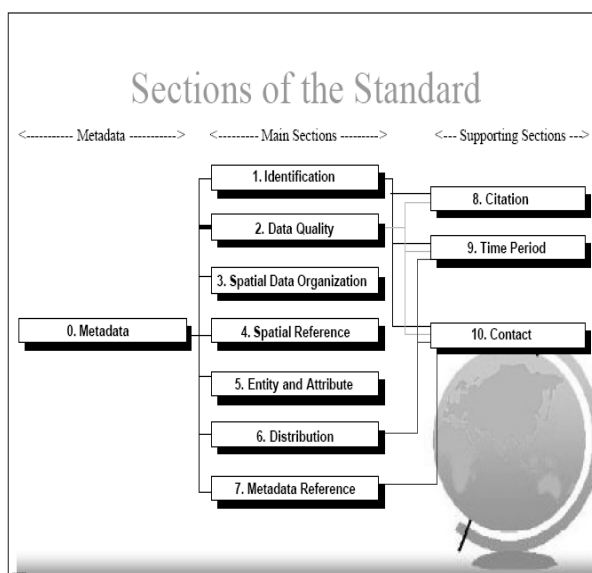 Sections of the Standard
<---------- Metadata ----------->
<--------- Main Sections --------->
<--- Supporting Sections --->
1. Identification
8. Citation
2. Data Quality
9. Time Period
3. Spatial Data Organization
0. Metadata
4. Spatial Reference
10. Contact
5. Entity and Attribute
6. Distribution
7. Metadata Reference